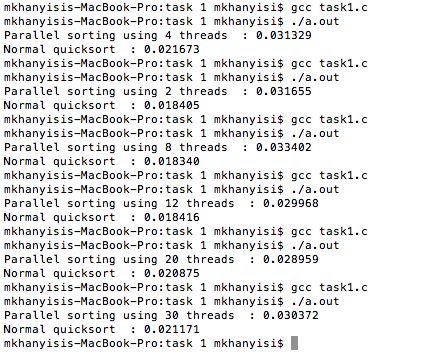 mkhanyisis-MacBook-Pro:task 1 mkhanyisi$ gcc task1.c
mkhanyisis-MacBook-Pro:task 1 mkhanyisi$ ./a.out
Parallel sorting using 4 threads : 0.031329
Normal quicksort : 0.021673
mkhanyisis-MacBook-Pro:task 1 mkhanyisi$ gcc task1.c
mkhanyisis-MacBook-Pro:task 1 mkhanyisi$ ./a.out
Parallel sorting using 2 threads : 0.031655
Normal quicksort : 0.018405
mkhanyisis-MacBook-Pro:task 1 mkhanyisi$ gcc task1.c
mkhanyisis-MacBook-Pro:task 1 mkhanyisi$ ./a.out
Parallel sorting using 8 threads : 0.033402
Normal quicksort : 0.018340
mkhanyisis-MacBook-Pro:task 1 mkhanyisi$ gcc task1.c
mkhanyisis-MacBook-Pro:task 1 mkhanyisi$ ./a.out
Parallel sorting using 12 threads : 0.029968
Normal quicksort : 0.018416
mkhanyisis-MacBook-Pro:task 1 mkhanyisi$ gcc task1.c
mkhanyisis-MacBook-Pro:task 1 mkhanyisi$ ./a.out
Parallel sorting using 20 threads : 0.028959
Normal quicksort : 0.020875
mkhanyisis-MacBook-Pro:task 1 mkhanyisi$ gcc task1.c
mkhanyisis-MacBook-Pro:task 1 mkhanyisi$ ./a.out
Parallel sorting using 30 threads : 0.030372
Normal quicksort : 0.021171
mkhanyisis-MacBook-Pro:task 1 mkhanyisi$